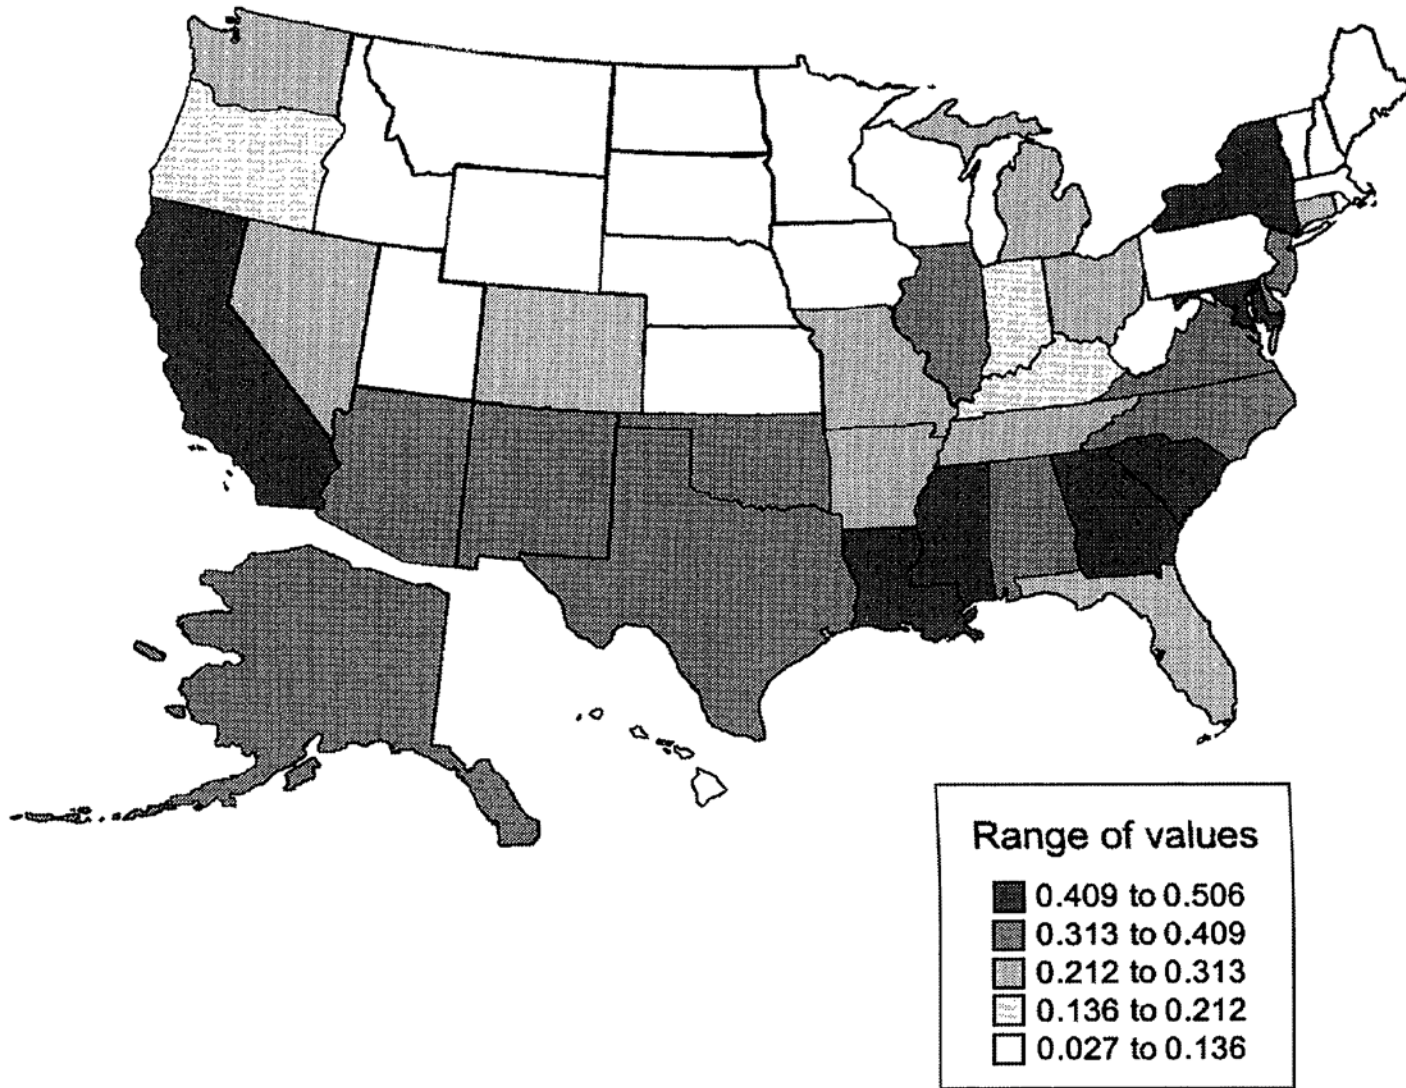 Range of values
0.409 to 0.506
0.313 to 0.409
0.212 to 0.313
0.136 to 0.212
0.027 to 0.136